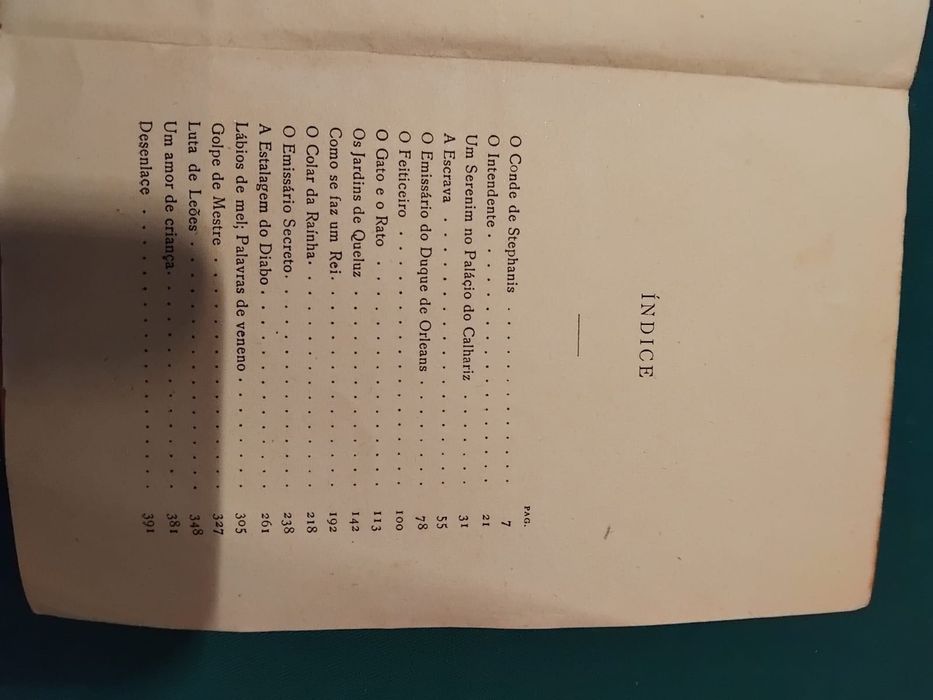 ÍNDICE
PÁG.
O Conde de Stephanis . . . . . . . . . 7
O Intendente . . . . . . . . . . . 21
Um Serenim no Palácio do Calhariz . . . . . 31
A Escrava . . . . . . . . . . . . 55
O Emissário do Duque de Orleans . . . . . 78
O Feiticeiro . . . . . . . . . . . . 100
O Gato e o Rato . . . . . . . . . . 113
Os Jardins de Queluz . . . . . . . . . 142
Como se faz um Rei . . . . . . . . . . 192
O Colar da Raínha . . . . . . . . . . 218
O Emissário Secreto . . . . . . . . . . 238
A Estalagem do Diabo . . . . . . . . . 261
Lábios de mel; Palavras de veneno . . . . . 305
Golpe de Mestre . . . . . . . . . . 327
Luta de Leões . . . . . . . . . . . 348
Um amor de criança . . . . . . . . . . 381
Desenlace . . . . . . . . . . . . 391